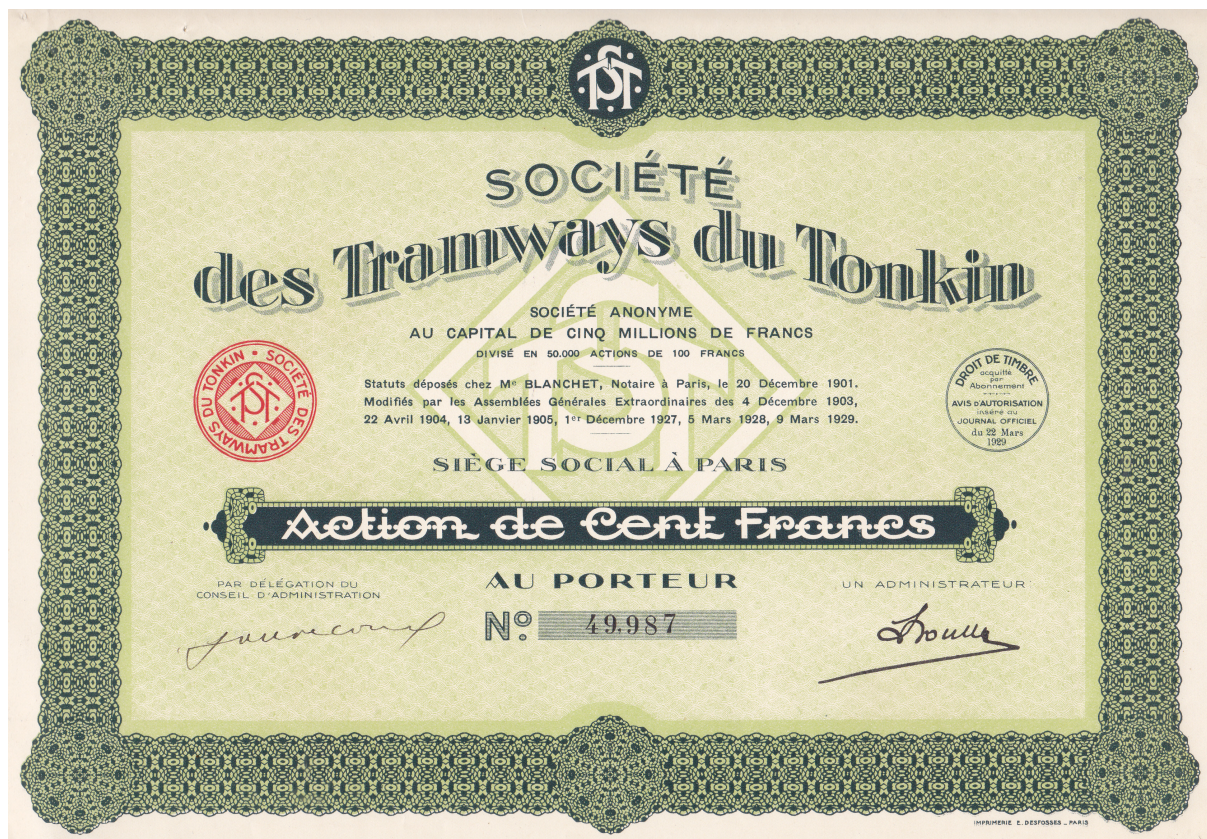 SOCIÉTÉ
des Tramways du Tonkin
SOCIÉTÉ ANONYME
AU CAPITAL DE CINQ MILLIONS DE FRANCS
DIVISÉ EN 50.000 ACTIONS DE 100 FRANCS
Statuts déposés chez Me BLANCHET, Notaire à Paris, le 20 Décembre 1901.
Modifiés par les Assemblées Générales Extraordinaires des 4 Décembre 1903,
22 Avril 1904, 13 Janvier 1905, 1er Décembre 1927, 5 Mars 1928, 9 Mars 1929.
SOCIÉTÉ DES TRAMWAYS DU TONKIN •
DROIT DE TIMBRE
acquitté
par
Abonnement
AVIS D'AUTORISATION
inséré au
JOURNAL OFFICIEL
du 22 Mars
1929
SIÈGE SOCIAL À PARIS
Action de Cent Francs
AU PORTEUR
PAR DÉLÉGATION DU
CONSEIL D'ADMINISTRATION
UN ADMINISTRATEUR
No. 49.987
IMPRIMERIE E. DESFOSSES _ PARIS